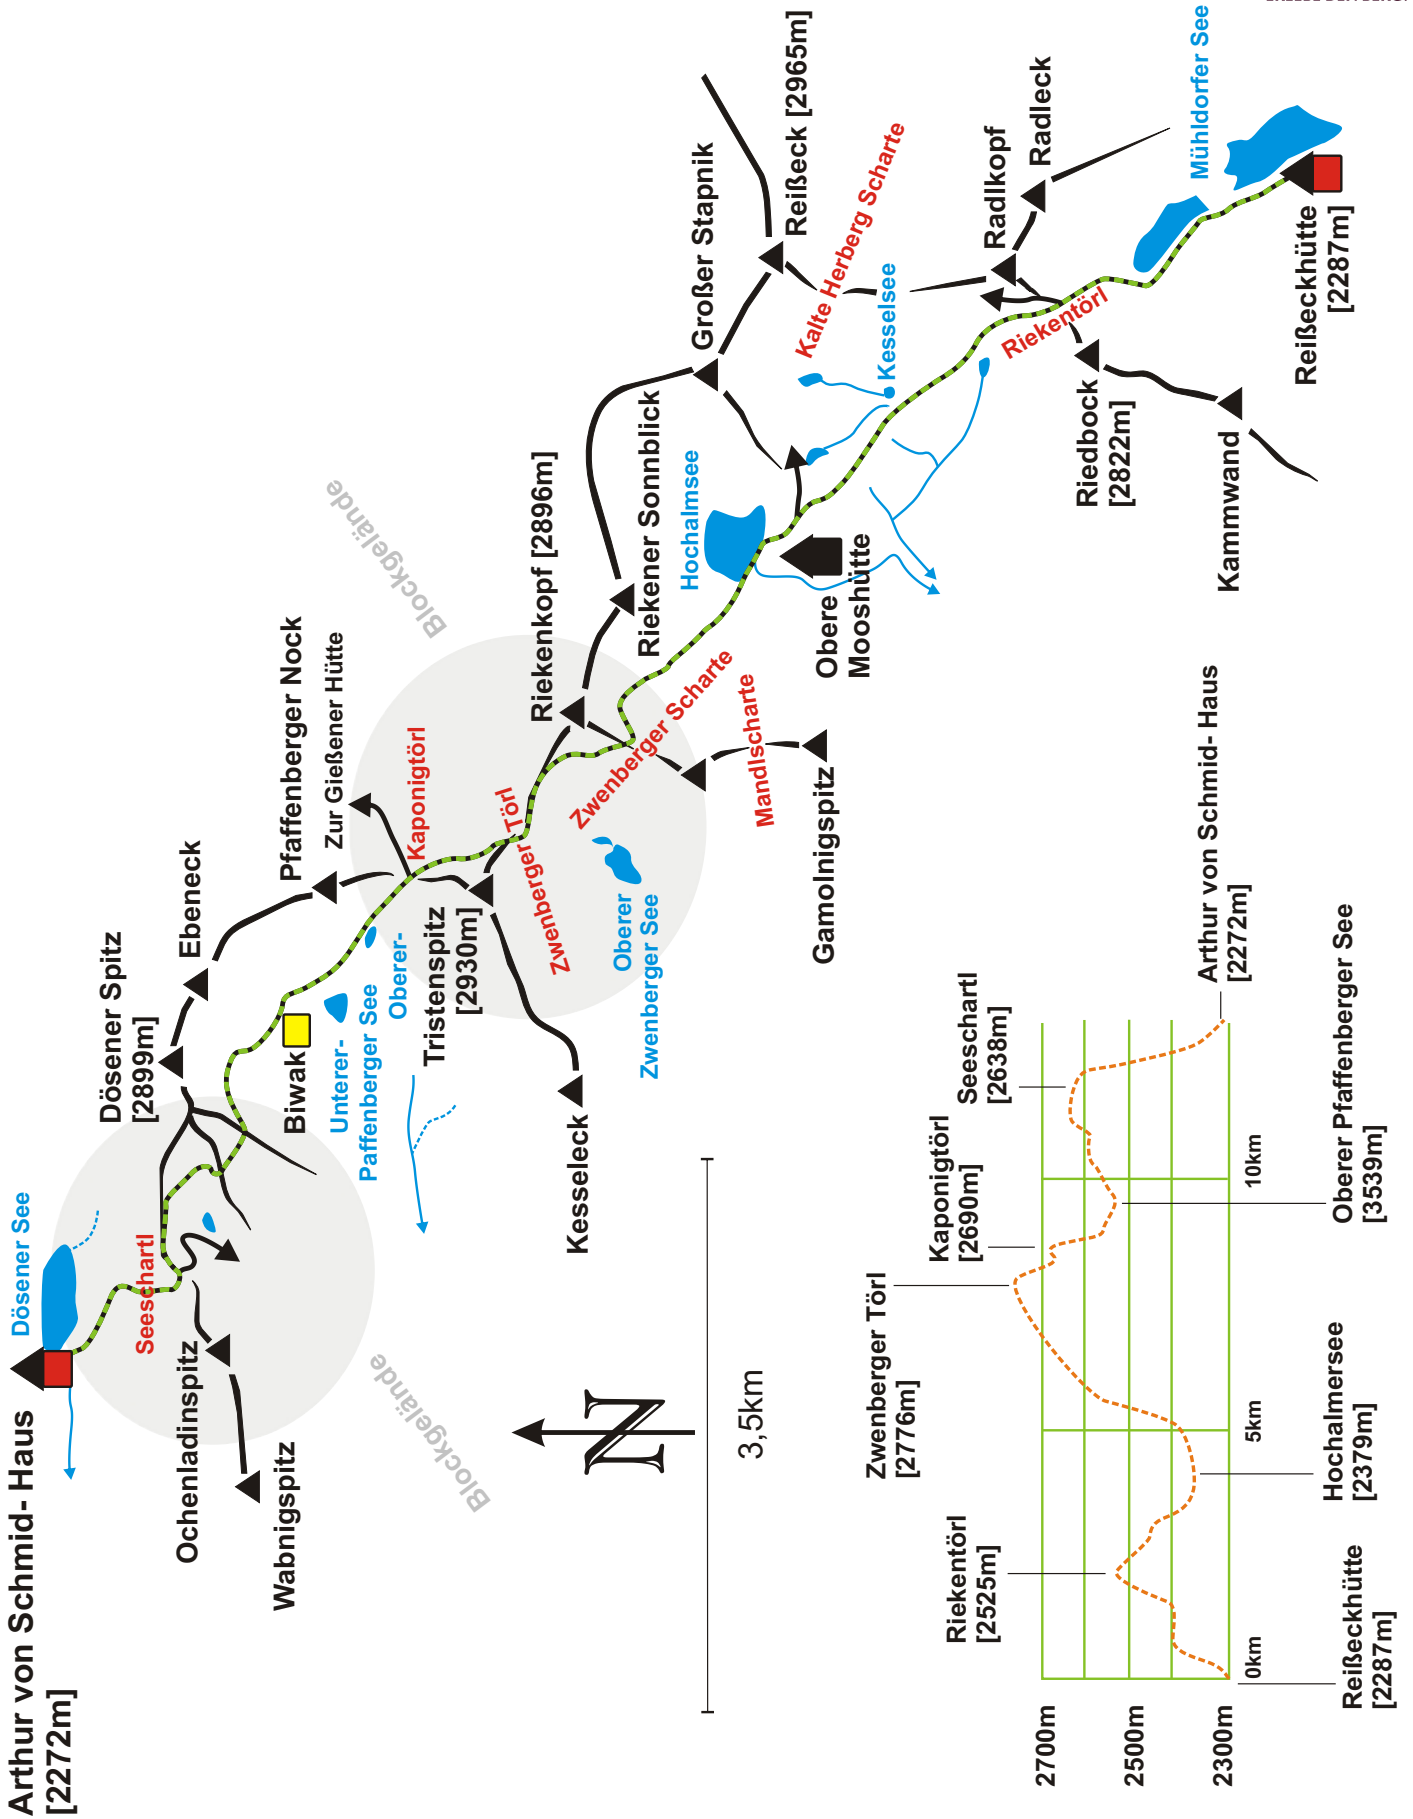 Arthur von Schmid- Haus
[2272m]
Dösener See
Seeschartl
Ochenladinspitz
Wabnigspitz
Blockgelände
Dösener Spitz
[2899m]
Ebeneck
Biwak
Unterer-
Paffenberger See
Oberer-
Pfaffenberger Nock
Zur Gießener Hütte
Kaponigtörl
Tristenspitz
[2930m]
Kesseleck
Zwenberger Törl
Zwenberger Scharte
Oberer
Zwenberger See
Mandlscharte
Gamolnigspitz
Blockgelände
Riekenkopf [2896m]
Riekener Sonnblick
Hochalmsee
Obere
Mooshütte
Großer Stapnik
Reißeck [2965m]
Kalte Herberg Scharte
Kesselsee
Radlkopf
Radleck
Riekentörl
Riedbock
[2822m]
Kammwand
Mühldorfer See
Reißeckhütte
[2287m]
N
3,5km
Zwenberger Törl
[2776m]
Kaponigtörl
[2690m]
Seeschartl
[2638m]
Riekentörl
[2525m]
Arthur von Schmid- Haus
[2272m]
2700m
2500m
2300m
0km
5km
10km
Reißeckhütte
[2287m]
Hochalmersee
[2379m]
Oberer Pfaffenberger See
[3539m]